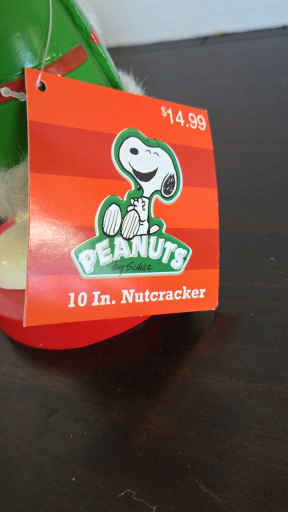 $14.99
PEANUTS
by Schulz
10 In. Nutcracker